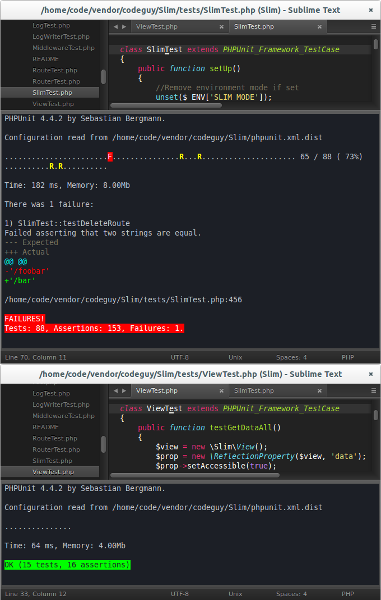 /home/code/vendor/codeguy/Slim/tests/SlimTest.php (Slim) - Sublime Text ×
LogTest.php
LogWriterTest.php
MiddlewareTest.php
README
RouteTest.php
RouterTest.php
SlimTest.php
ViewTest.php
ViewTest.php × SlimTest.php ×
class SlimTest extends PHPUnit_Framework_TestCase
{
public function setUp()
{
//Remove environment mode if set
unset($_ENV['SLIM_MODE']);
PHPUnit 4.4.2 by Sebastian Bergmann.
Configuration read from /home/code/vendor/codeguy/Slim/phpunit.xml.dist
.......................F...............R...R..................... 65 / 88 ( 73%)
..........R.R..........
Time: 182 ms, Memory: 8.00Mb
There was 1 failure:
1) SlimTest::testDeleteRoute
Failed asserting that two strings are equal.
--- Expected
+++ Actual
@@ @@
-'/foobar'
+'/bar'
/home/code/vendor/codeguy/Slim/tests/SlimTest.php:456
FAILURES!
Tests: 88, Assertions: 153, Failures: 1.
Line 70, Column 11 UTF-8 Unix Spaces: 4 PHP
/home/code/vendor/codeguy/Slim/tests/ViewTest.php (Slim) - Sublime Text ×
LogTest.php
LogWriterTest.php
MiddlewareTest.php
README
RouteTest.php
RouterTest.php
SlimTest.php
ViewTest.php
ViewTest.php × SlimTest.php ×
class ViewTest extends PHPUnit_Framework_TestCase
{
public function testGetDataAll()
{
$view = new \Slim\View();
$prop = new \ReflectionProperty($view, 'data');
$prop->setAccessible(true);
PHPUnit 4.4.2 by Sebastian Bergmann.
Configuration read from /home/code/vendor/codeguy/Slim/phpunit.xml.dist
...............
Time: 64 ms, Memory: 4.00Mb
OK (15 tests, 16 assertions)
Line 33, Column 12 UTF-8 Unix Spaces: 4 PHP